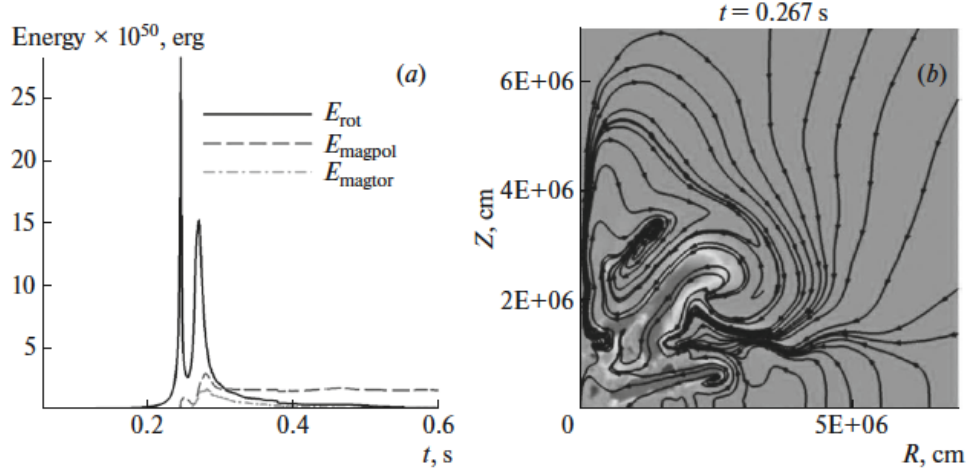 Energy × 10^50, erg
(a)
25
20
15
10
5
E_rot
E_magpol
E_magtor
0.2
0.4
0.6
t, s
t = 0.267 s
(b)
6E+06
4E+06
2E+06
Z, cm
0
5E+06
R, cm